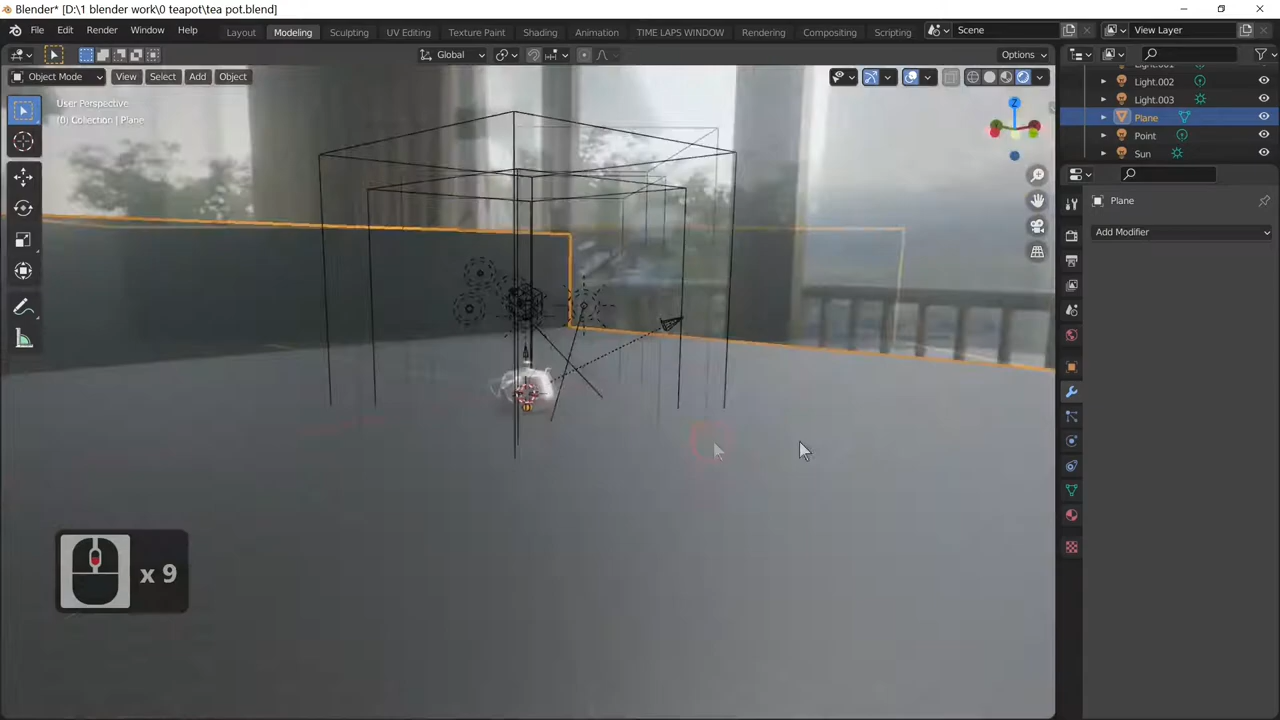 Blender* [D:\1 blender work\0 teapot\tea pot.blend]
File Edit Render Window Help Layout Modeling Sculpting UV Editing Texture Paint Shading Animation TIME LAPS WINDOW Rendering Compositing Scripting Scene View Layer
Global Options
Object Mode View Select Add Object
User Perspective
(0) Collection | Plane
Z
Light.002
Light.003
Plane
Point
Sun
Plane
Add Modifier
x 9